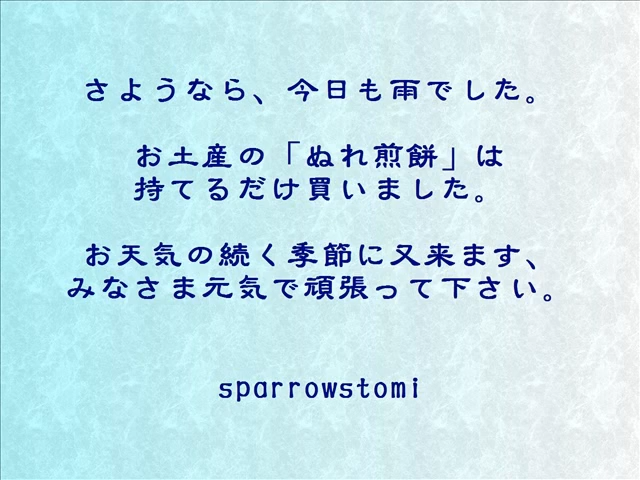 さようなら、今日も雨でした。
お土産の「ぬれ煎餅」は
持てるだけ買いました。
お天気の続く季節に又来ます、
みなさま元気で頑張って下さい。
sparrowstomi